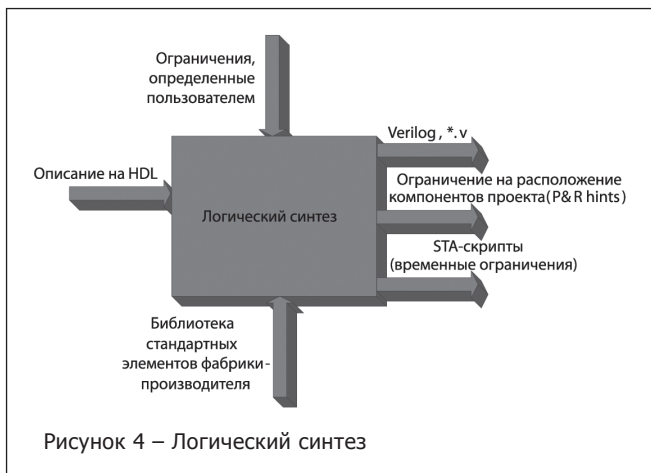 Ограничения,
определенные
пользователем
Verilog , *. v
Описание на HDL
Ограничение на расположение
компонентов проекта(P& R hints)
Логический синтез
STA-скрипты
(временные ограничения)
Библиотека
стандартных
элементов фабрики-
производителя
Рисунок 4 – Логический синтез